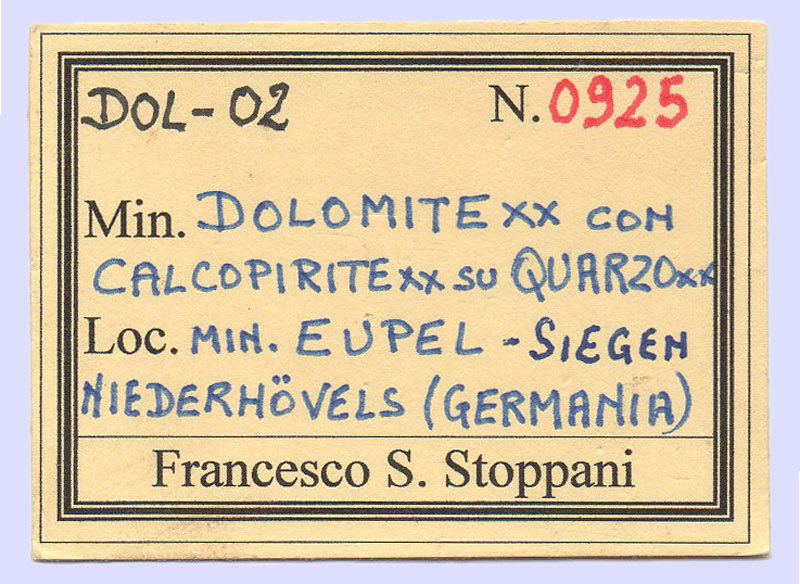 DOL-02 N. 0925
Min. DOLOMITE xx CON
CALCOPIRITE xx SU QUARZO xx
Loc. MIN. EUPEL - SIEGEN
NIEDERHÖVELS (GERMANIA)
Francesco S. Stoppani